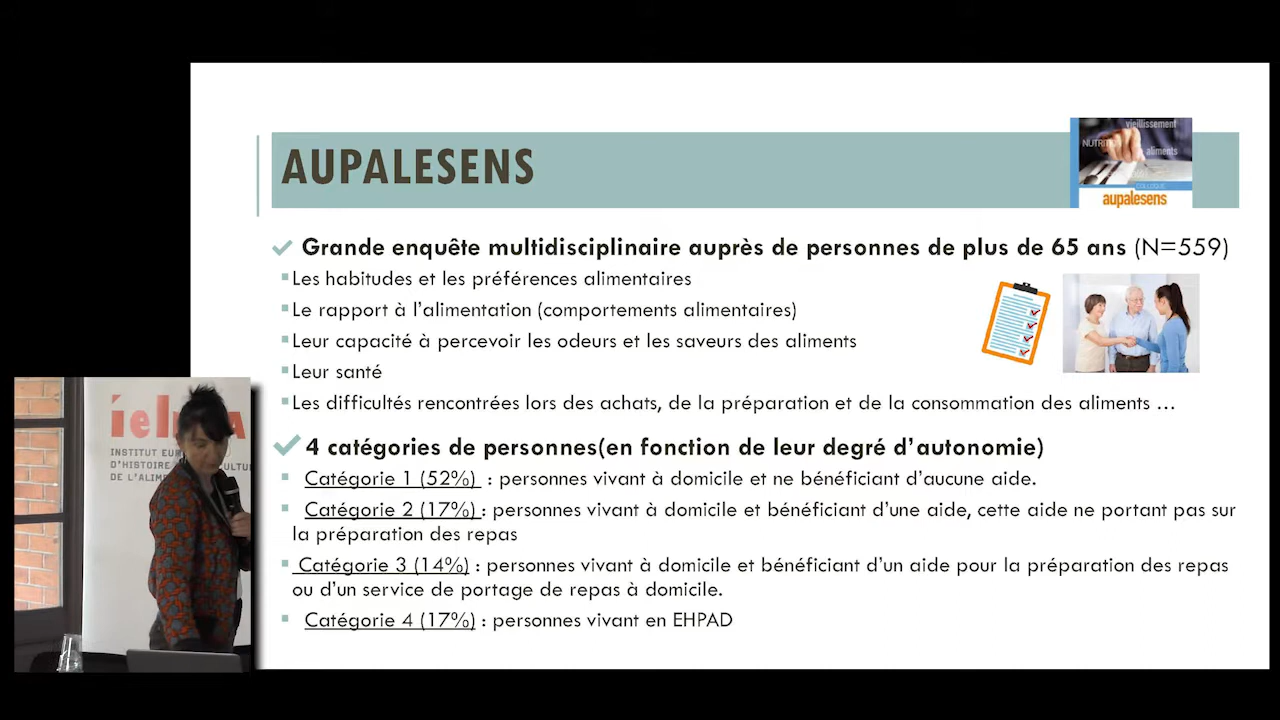 AUPALESENS
vieillissement
NUTRITI
aliments
COLLOQUE
aupalesens
Grande enquête multidisciplinaire auprès de personnes de plus de 65 ans (N=559)
Les habitudes et les préférences alimentaires
Le rapport à l'alimentation (comportements alimentaires)
Leur capacité à percevoir les odeurs et les saveurs des aliments
Leur santé
Les difficultés rencontrées lors des achats, de la préparation et de la consommation des aliments ...
4 catégories de personnes(en fonction de leur degré d'autonomie)
Catégorie 1 (52%) : personnes vivant à domicile et ne bénéficiant d'aucune aide.
Catégorie 2 (17%) : personnes vivant à domicile et bénéficiant d'une aide, cette aide ne portant pas sur
la préparation des repas
Catégorie 3 (14%) : personnes vivant à domicile et bénéficiant d'un aide pour la préparation des repas
ou d'un service de portage de repas à domicile.
Catégorie 4 (17%) : personnes vivant en EHPAD
INSTITUT EUR
D'HISTOIRE
DE L'ALIM